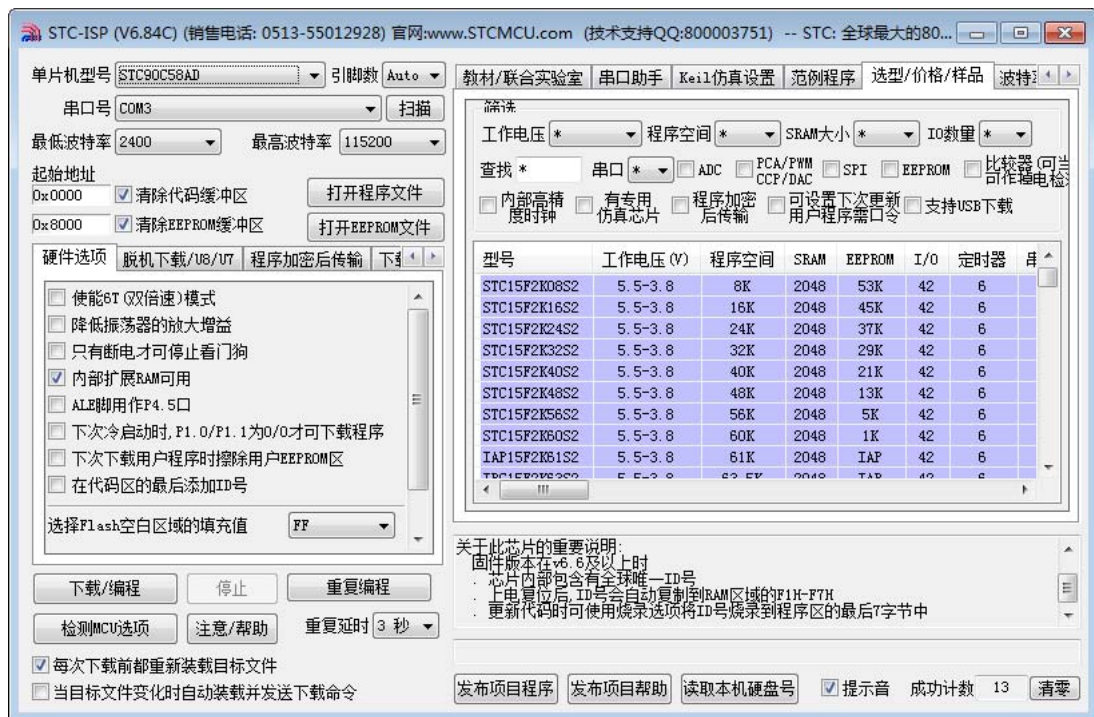 STC-ISP (V6.84C) (销售电话: 0513-55012928) 官网:www.STCMCU.com (技术支持QQ:800003751) -- STC: 全球最大的80...
单片机型号 STC90C58AD 引脚数 Auto
串口号 COM3 扫描
最低波特率 2400 最高波特率 115200
起始地址
0x0000 清除代码缓冲区 打开程序文件
0x8000 清除EEPROM缓冲区 打开EEPROM文件
硬件选项 脱机下载/U8/U7 程序加密后传输
使能6T(双倍速)模式
降低振荡器的放大增益
只有断电才可停止看门狗
内部扩展RAM可用
ALE脚用作P4.5口
下次冷启动时,P1.0/P1.1为0/0才可下载程序
下次下载用户程序时擦除用户EEPROM区
在代码区的最后添加ID号
选择Flash空白区域的填充值 FF
下载/编程 停止 重复编程
检测MCU选项 注意/帮助 重复延时 3 秒
每次下载前都重新装载目标文件
当目标文件变化时自动装载并发送下载命令
教材/联合实验室 串口助手 Keil仿真设置 范例程序 选型/价格/样品 波特
筛选
工作电压 * 程序空间 * SRAM大小 * IO数量 *
查找 * 串口 * ADC PCA/PWM CCP/DAC SPI EEPROM 比较器(可当
内部高精度时钟 有专用仿真芯片 程序加密后传输 可设置下次更新用户程序需口令 支持USB下载
型号 工作电压(V) 程序空间 SRAM EEPROM I/O 定时器 串
STC15F2K08S2 5.5-3.8 8K 2048 53K 42 6
STC15F2K16S2 5.5-3.8 16K 2048 45K 42 6
STC15F2K24S2 5.5-3.8 24K 2048 37K 42 6
STC15F2K32S2 5.5-3.8 32K 2048 29K 42 6
STC15F2K40S2 5.5-3.8 40K 2048 21K 42 6
STC15F2K48S2 5.5-3.8 48K 2048 13K 42 6
STC15F2K56S2 5.5-3.8 56K 2048 5K 42 6
STC15F2K60S2 5.5-3.8 60K 2048 1K 42 6
IAP15F2K61S2 5.5-3.8 61K 2048 IAP 42 6
关于此芯片的重要说明:
固件版本在v6.6及以上时
. 芯片内部包含有全球唯一ID号
. 上电复位后,ID号会自动复制到RAM区域的F1H-F7H
. 更新代码时可使用烧录选项将ID号烧录到程序区的最后7字节中
发布项目程序 发布项目帮助 读取本机硬盘号 提示音 成功计数 13 清零